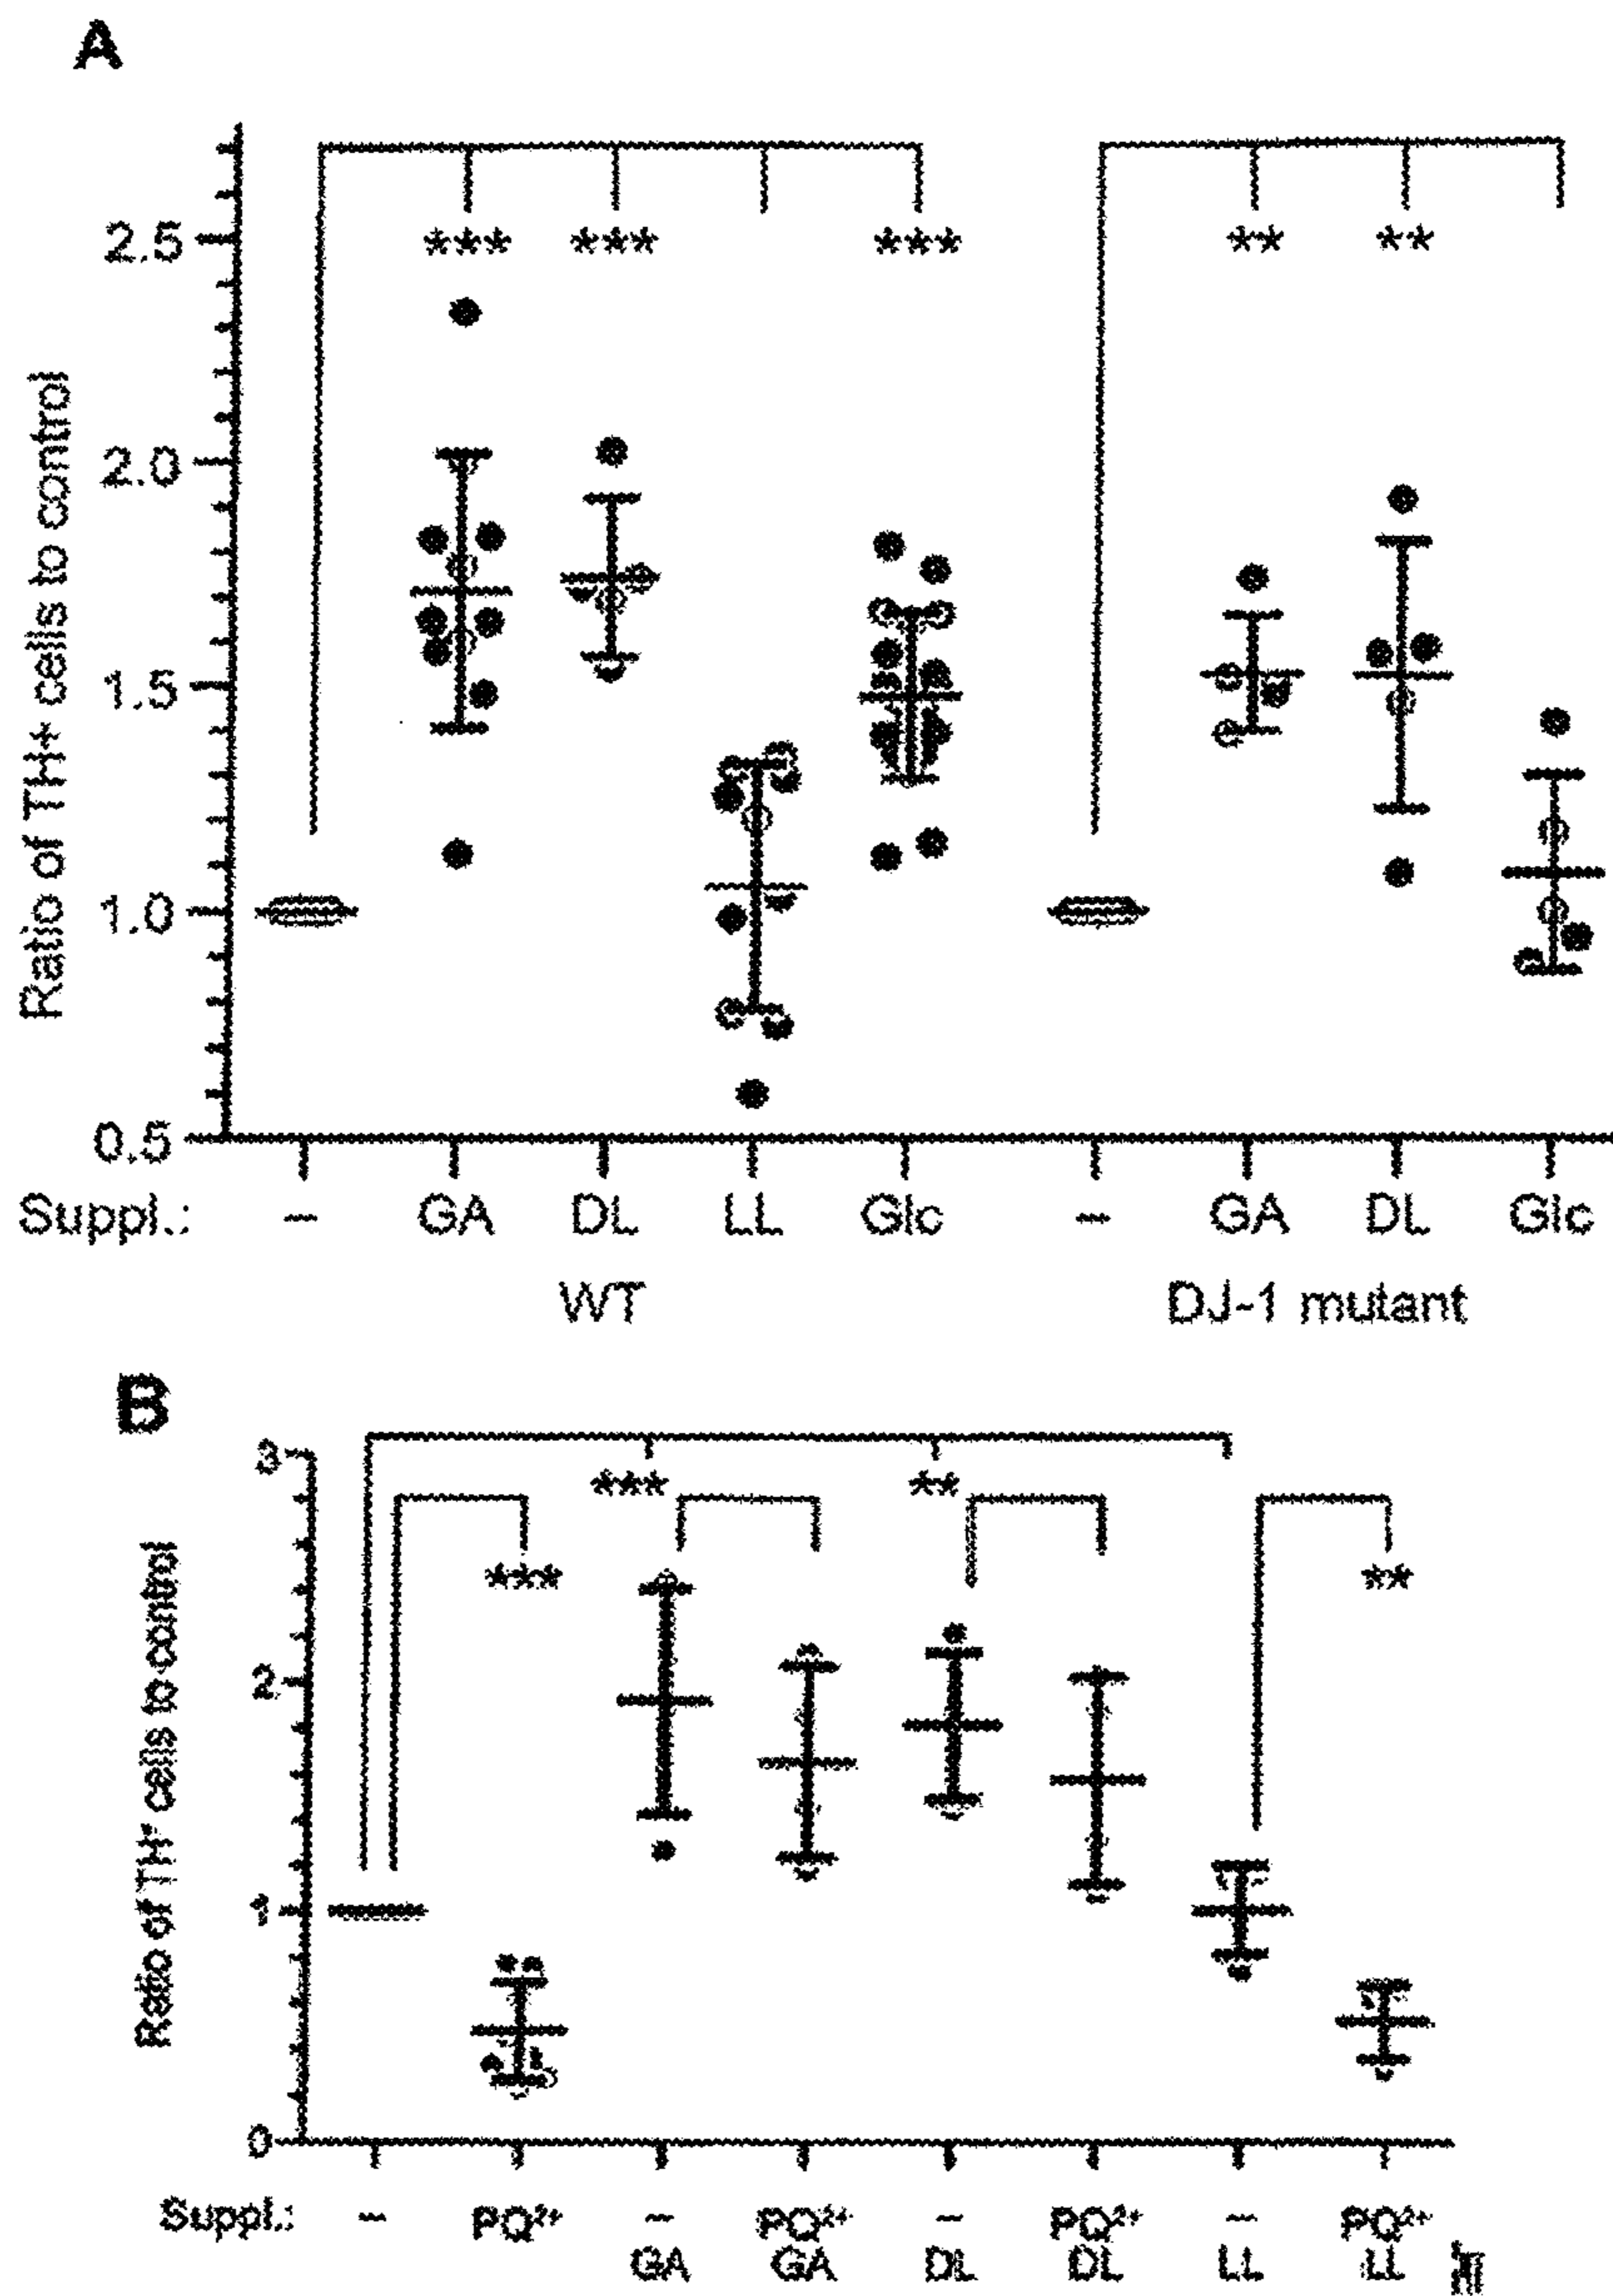 A
Ratio of TH+ cells to control
2.5
2.0
1.5
1.0
0.5
*** *** *** ** **
Suppl.: – GA DL LL Glc – GA DL Glc
WT DJ-1 mutant
B
Ratio of TH⁺ cells to control
3
2
1
0
*** **
*** **
Suppl.: – PQ²⁺ – PQ²⁺ – PQ²⁺ – PQ²⁺
GA GA DL DL LL LL